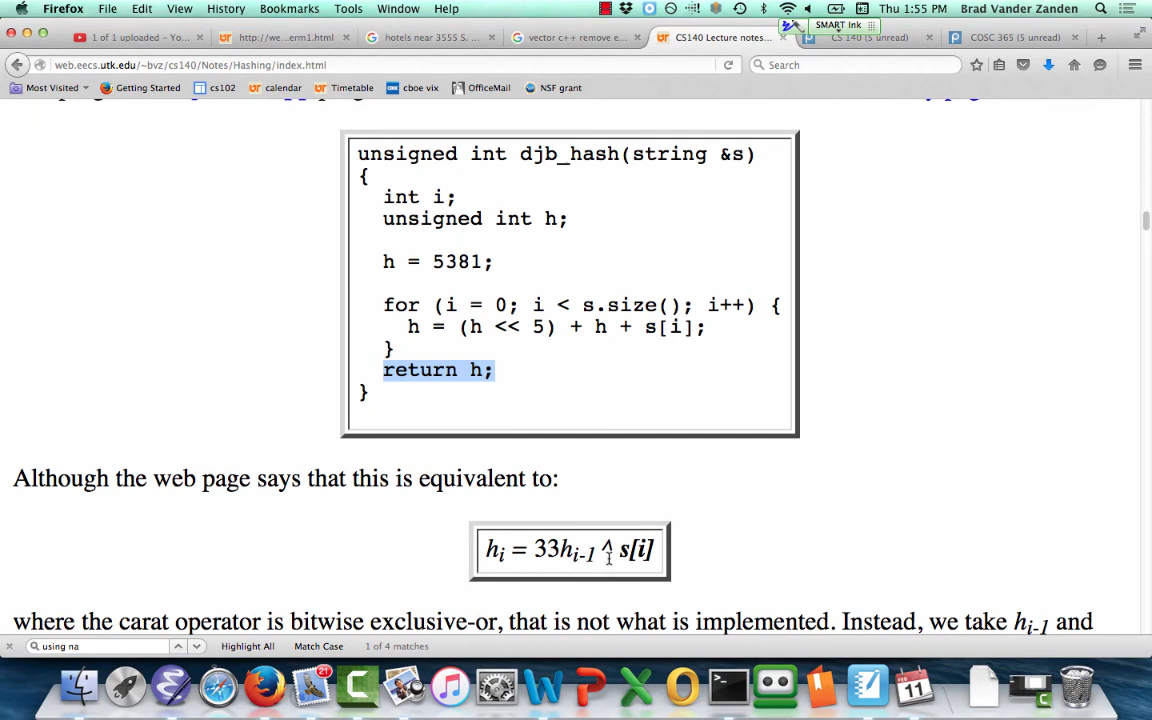 Firefox File Edit View History Bookmarks Tools Window Help Thu 1:55 PM Brad Vander Zanden
SMART Ink
1 of 1 uploaded – Yo... × http://we...erm1.html × hotels near 3555 S. ... × vector c++ remove e... × CS140 Lecture notes... × CS 140 (5 unread) × COSC 365 (5 unread) × +
web.eecs.utk.edu/~bvz/cs140/Notes/Hashing/index.html Search
Most Visited Getting Started cs102 calendar Timetable cboe vix OfficeMail NSF grant
unsigned int djb_hash(string &s)
{
int i;
unsigned int h;
h = 5381;
for (i = 0; i < s.size(); i++) {
h = (h << 5) + h + s[i];
}
return h;
}
Although the web page says that this is equivalent to:
hi = 33hi-1 ^ s[i]
where the carat operator is bitwise exclusive-or, that is not what is implemented. Instead, we take hi-1 and
using na Highlight All Match Case 1 of 4 matches
21
FEB
11